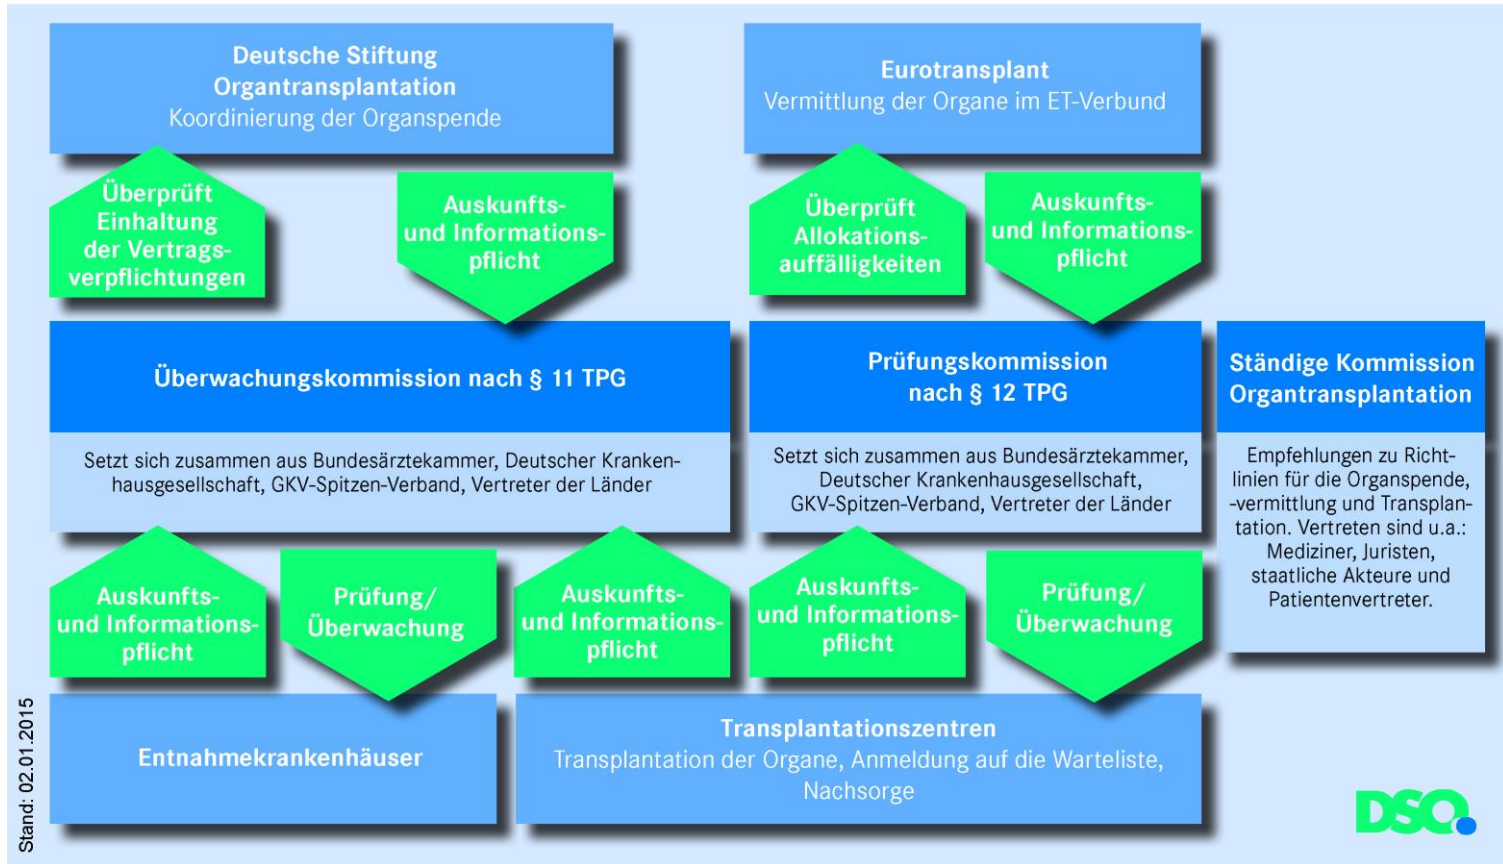 Deutsche Stiftung
Organtransplantation
Koordinierung der Organspende
Eurotransplant
Vermittlung der Organe im ET-Verbund
Überprüft
Einhaltung
der Vertrags-
verpflichtungen
Auskunfts-
und Informations-
pflicht
Überprüft
Allokations-
auffälligkeiten
Auskunfts-
und Informations-
pflicht
Überwachungskommission nach § 11 TPG
Setzt sich zusammen aus Bundesärztekammer, Deutscher Kranken-
hausgesellschaft, GKV-Spitzen-Verband, Vertreter der Länder
Prüfungskommission
nach § 12 TPG
Setzt sich zusammen aus Bundesärztekammer,
Deutscher Krankenhausgesellschaft,
GKV-Spitzen-Verband, Vertreter der Länder
Ständige Kommission
Organtransplantation
Empfehlungen zu Richt-
linien für die Organspende,
-vermittlung und Transplan-
tation. Vertreten sind u.a.:
Mediziner, Juristen,
staatliche Akteure und
Patientenvertreter.
Auskunfts-
und Informations-
pflicht
Prüfung/
Überwachung
Auskunfts-
und Informations-
pflicht
Auskunfts-
und Informations-
pflicht
Prüfung/
Überwachung
Entnahmekrankenhäuser
Transplantationszentren
Transplantation der Organe, Anmeldung auf die Warteliste,
Nachsorge
Stand: 02.01.2015
DSO